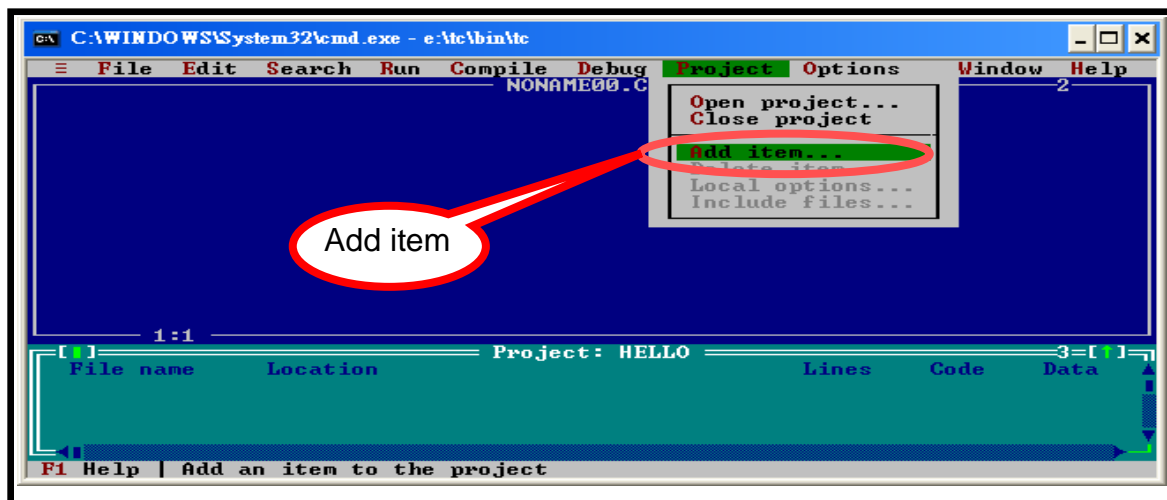 C:\WINDOWS\System32\cmd.exe - e:\tc\bin\tc
≡ File Edit Search Run Compile Debug Project Options Window Help
NONAME00.C 2
Open project...
Close project
Add item...
Delete item...
Local options...
Include files...
Add item
1:1
[▮] Project: HELLO 3=[↑]
File name Location Lines Code Data
F1 Help | Add an item to the project